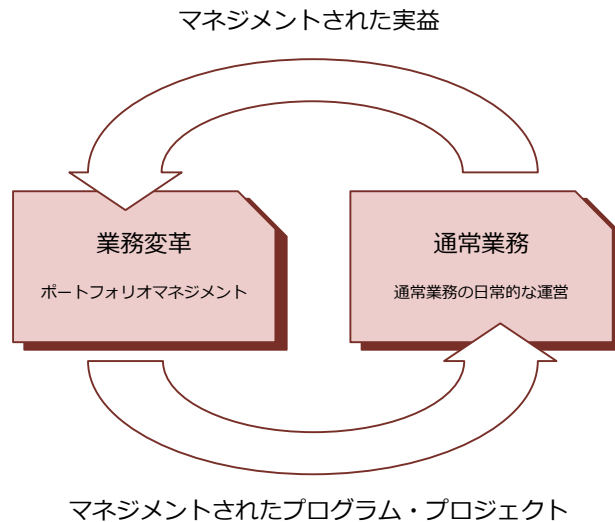 マネジメントされた実益
業務変革
ポートフォリオマネジメント
通常業務
通常業務の日常的な運営
マネジメントされたプログラム・プロジェクト